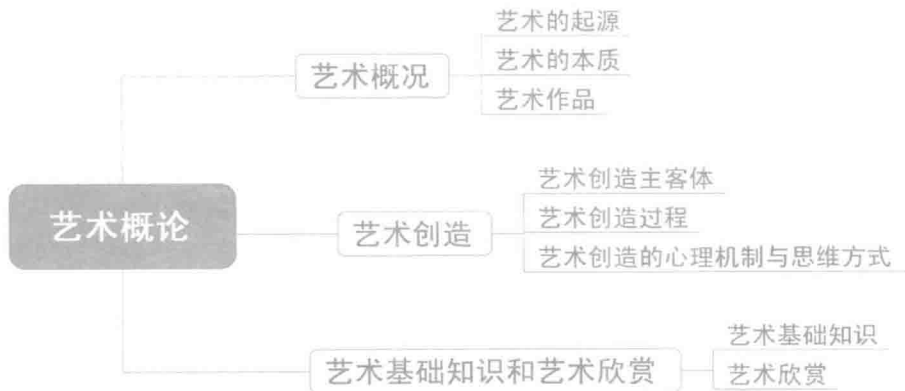 艺术概论
艺术概况
艺术的起源
艺术的本质
艺术作品
艺术创造
艺术创造主客体
艺术创造过程
艺术创造的心理机制与思维方式
艺术基础知识和艺术欣赏
艺术基础知识
艺术欣赏